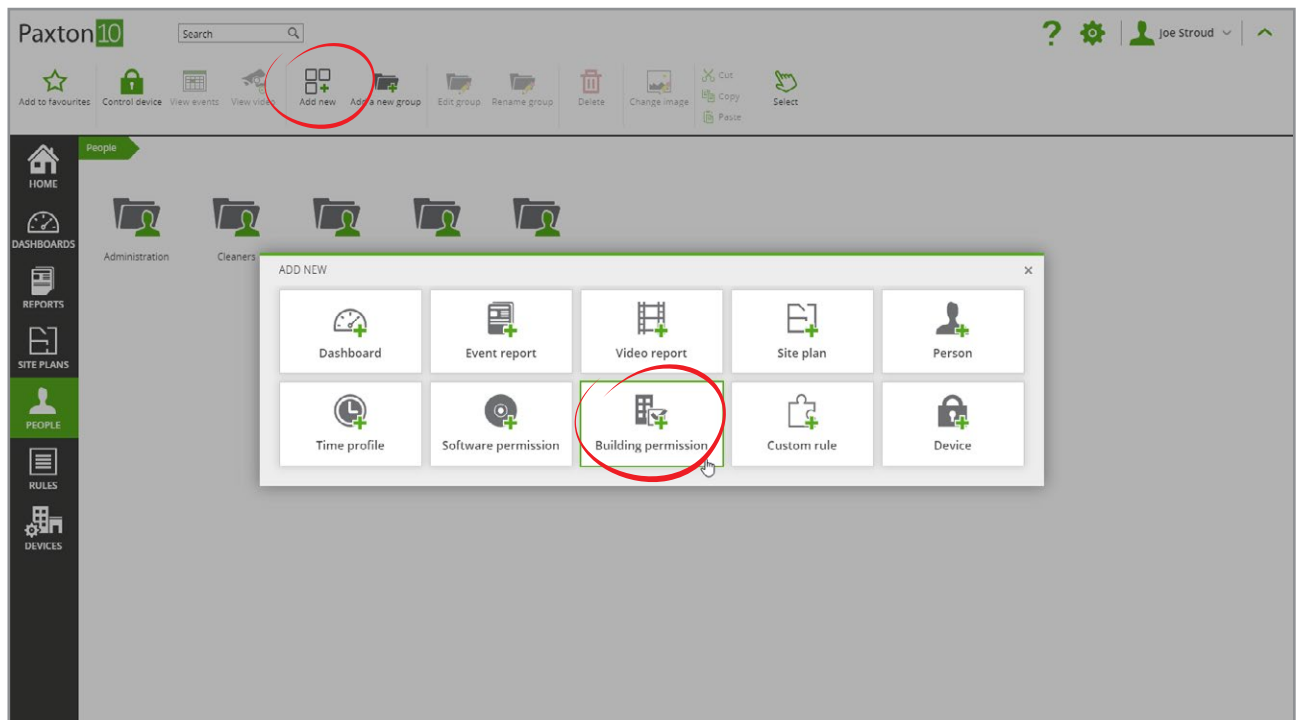 Paxton10
Search
Joe Stroud
Add to favourites
Control device
View events
View video
Add new
Add a new group
Edit group
Rename group
Delete
Change image
Cut
Copy
Paste
Select
HOME
DASHBOARDS
REPORTS
SITE PLANS
PEOPLE
RULES
DEVICES
People
Administration
Cleaners
ADD NEW
Dashboard
Event report
Video report
Site plan
Person
Time profile
Software permission
Building permission
Custom rule
Device